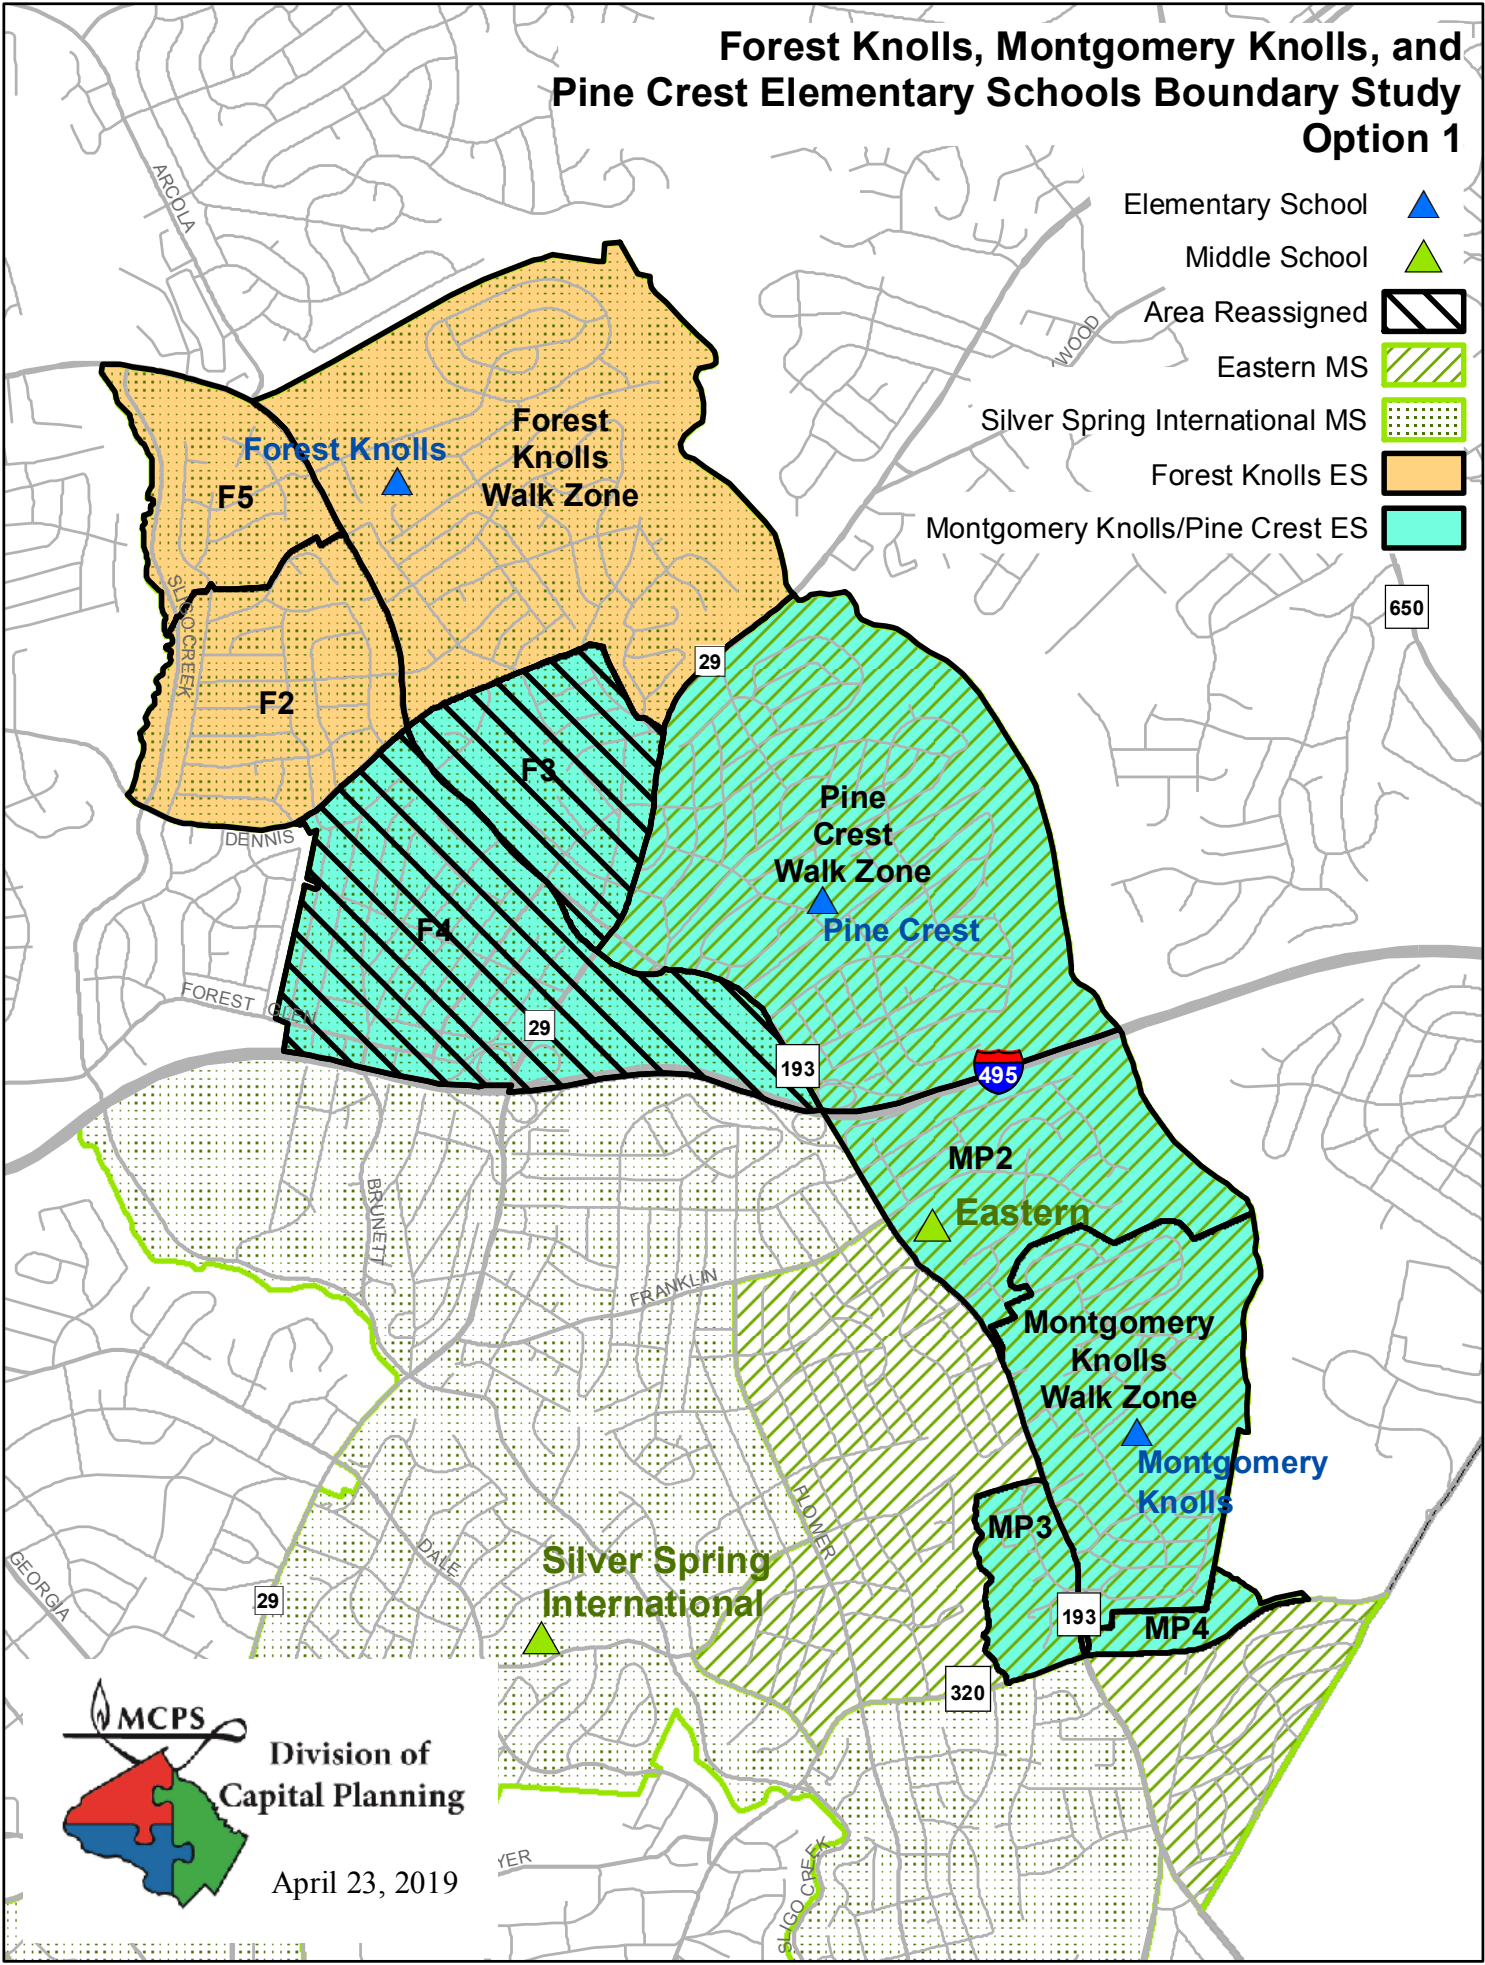 Forest Knolls, Montgomery Knolls, and
Pine Crest Elementary Schools Boundary Study
Option 1
Elementary School
Middle School
Area Reassigned
Eastern MS
Silver Spring International MS
Forest Knolls ES
Montgomery Knolls/Pine Crest ES
ARCOLA
WOOD
650
Forest
Knolls
Walk Zone
Forest Knolls
F5
SLIGO CREEK
F2
29
F3
DENNIS
Pine
Crest
Walk Zone
Pine Crest
F4
FOREST GLEN
29
193
495
MP2
Eastern
BRUNETT
FRANKLIN
Montgomery
Knolls
Walk Zone
Montgomery
Knolls
FLOWER
MP3
DALE
GEORGIA
Silver Spring
International
29
193
MP4
320
MCPS
Division of
Capital Planning
April 23, 2019
YER
SLIGO CREEK